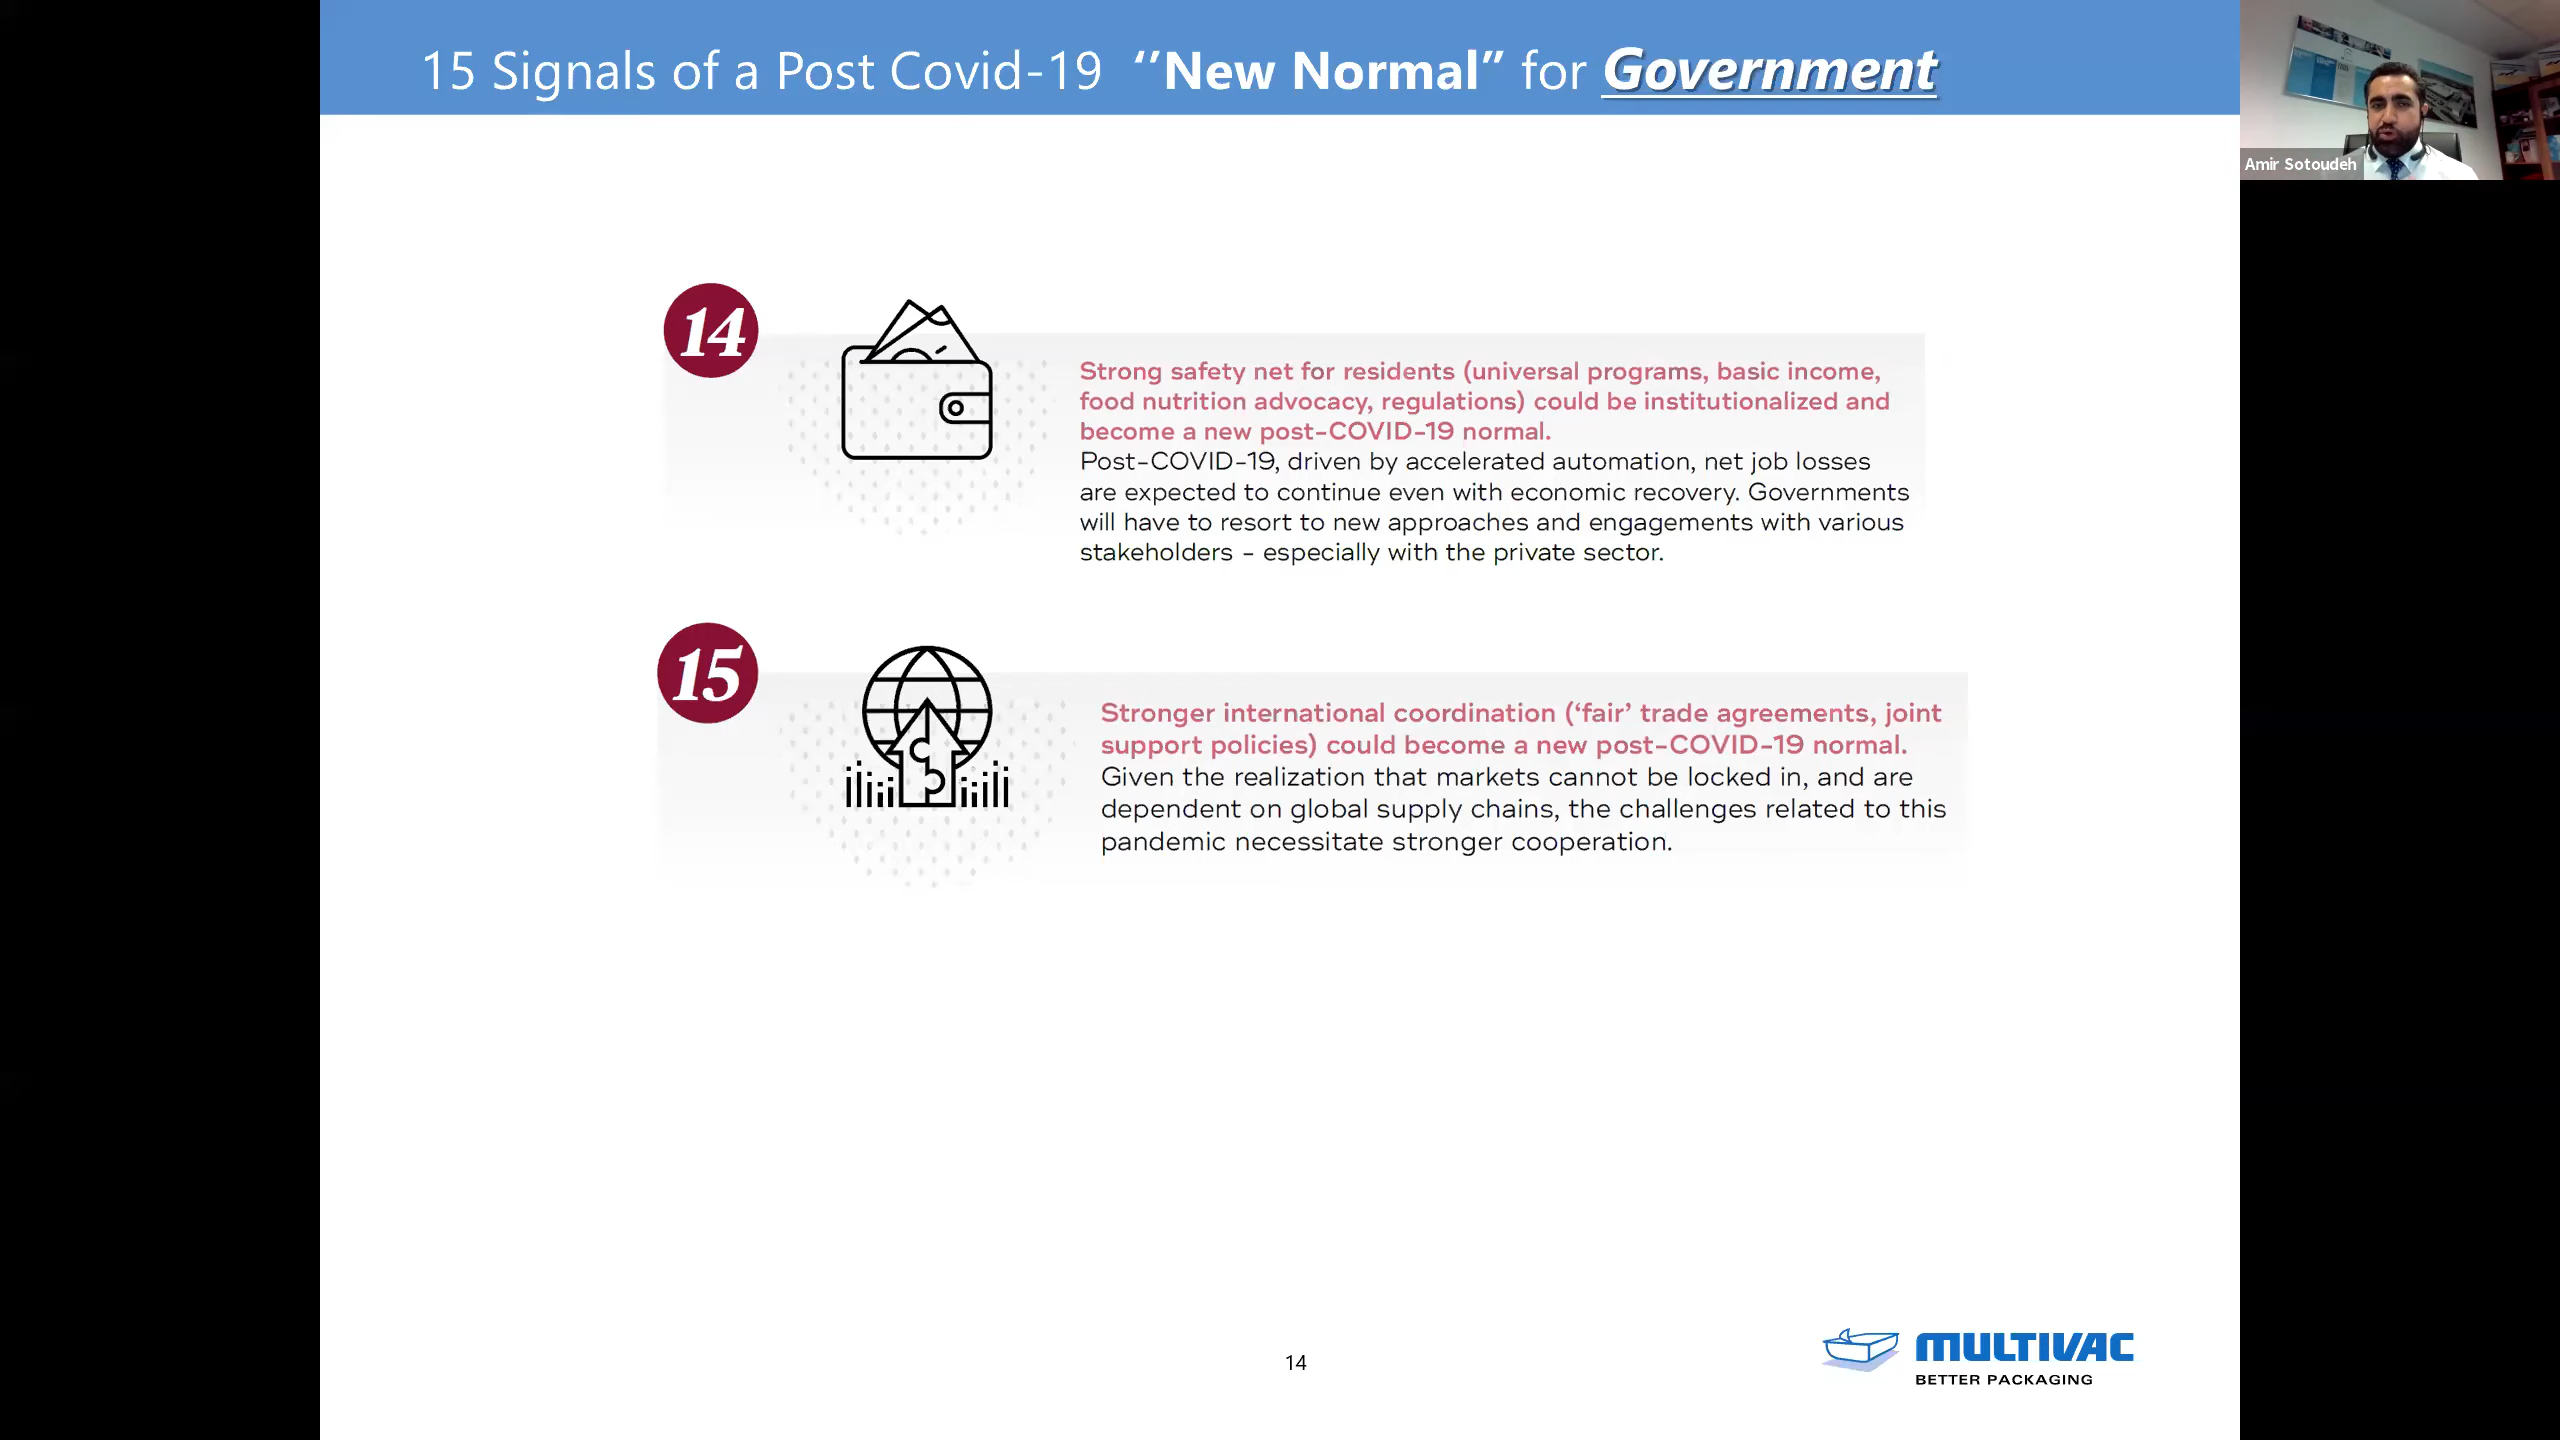 15 Signals of a Post Covid-19 ‘’New Normal” for Government
Amir Sotoudeh
14
Strong safety net for residents (universal programs, basic income,
food nutrition advocacy, regulations) could be institutionalized and
become a new post-COVID-19 normal.
Post-COVID-19, driven by accelerated automation, net job losses
are expected to continue even with economic recovery. Governments
will have to resort to new approaches and engagements with various
stakeholders - especially with the private sector.
15
Stronger international coordination (‘fair’ trade agreements, joint
support policies) could become a new post-COVID-19 normal.
Given the realization that markets cannot be locked in, and are
dependent on global supply chains, the challenges related to this
pandemic necessitate stronger cooperation.
14
MULTIVAC
BETTER PACKAGING